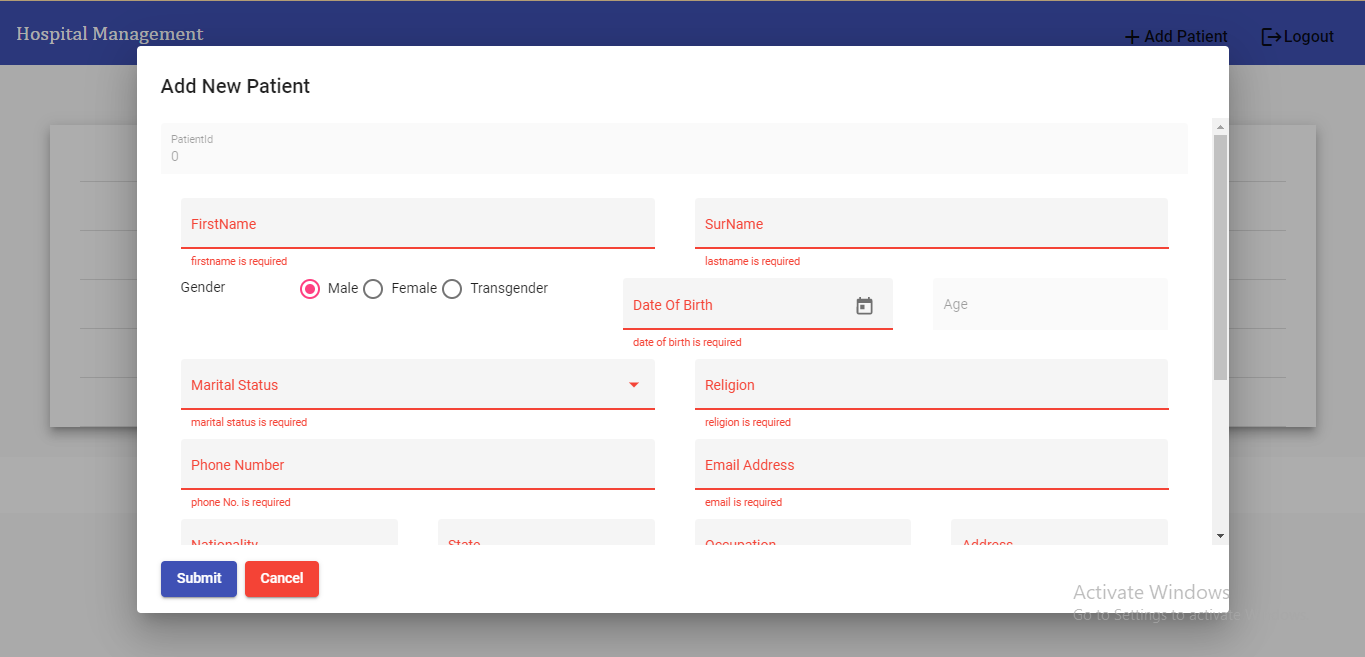 Hospital Management
+ Add Patient Logout
Add New Patient
PatientId
0
FirstName SurName
firstname is required lastname is required
Gender Male Female Transgender Date Of Birth Age
date of birth is required
Marital Status Religion
marital status is required religion is required
Phone Number Email Address
phone No. is required email is required
Nationality State Occupation Address
Submit Cancel
Activate Windows
Go to Settings to activate